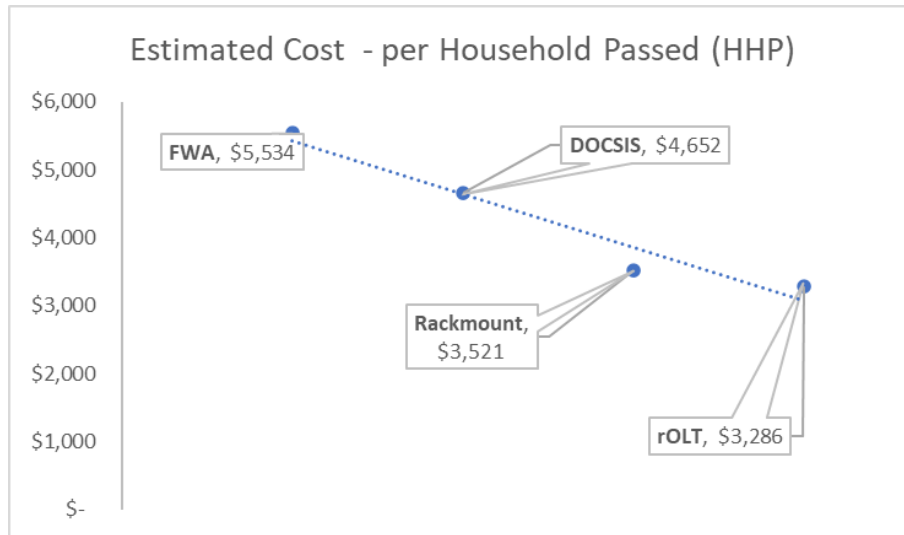 Estimated Cost - per Household Passed (HHP)
$6,000
$5,000
$4,000
$3,000
$2,000
$1,000
$-
FWA, $5,534
DOCSIS, $4,652
Rackmount,
$3,521
rOLT, $3,286